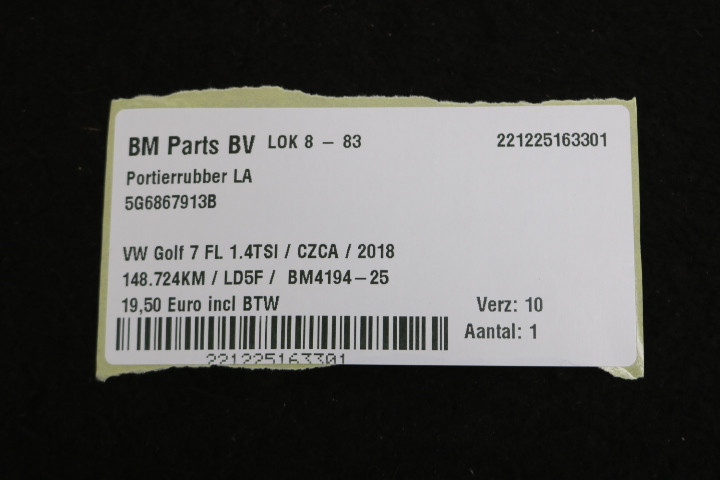 BM Parts BV LOK 8 - 83 221225163301
Portierrubber LA
5G6867913B
VW Golf 7 FL 1.4TSI / CZCA / 2018
148.724KM / LD5F / BM4194-25
19,50 Euro incl BTW Verz: 10
Aantal: 1
221225163301